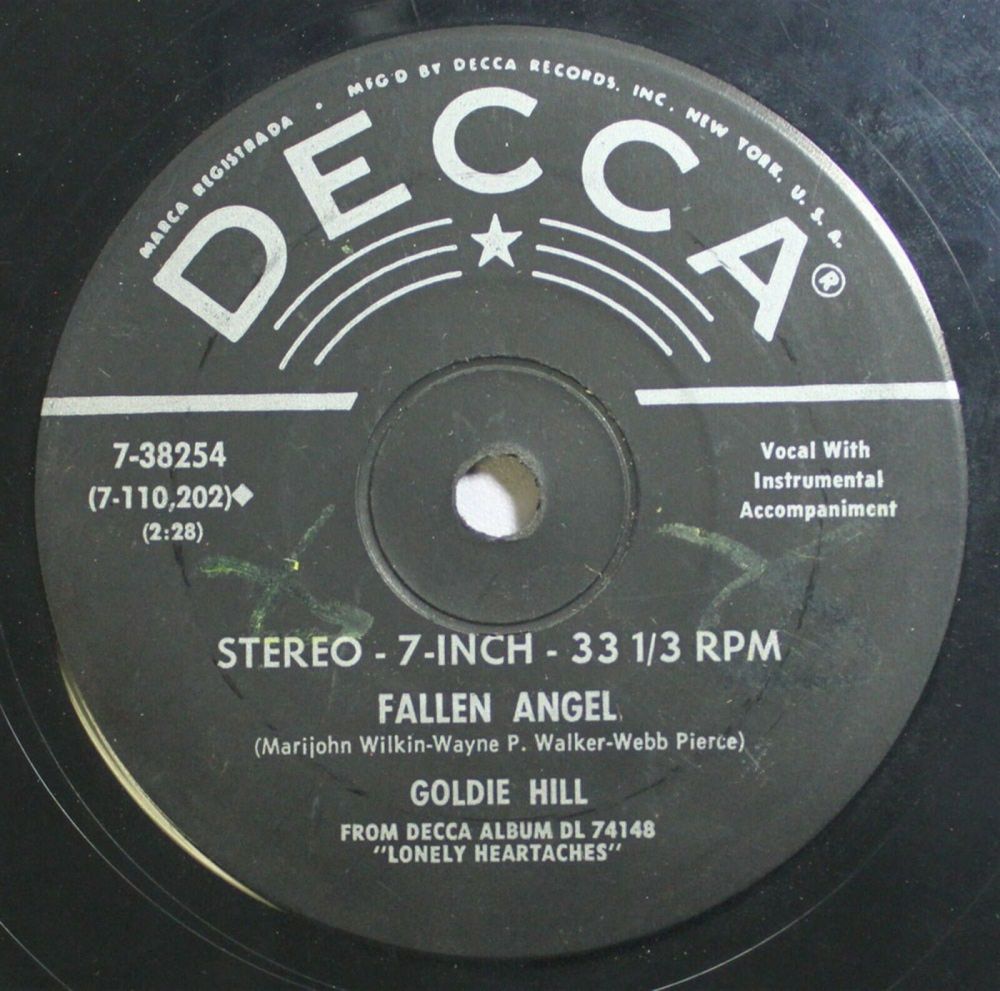 MARCA REGISTRADA • MFG'D BY DECCA RECORDS, INC., NEW YORK, U. S. A.
DECCA®
7-38254
(7-110,202)◆
(2:28)
Vocal With
Instrumental
Accompaniment
STEREO - 7-INCH - 33 1/3 RPM
FALLEN ANGEL
(Marijohn Wilkin-Wayne P. Walker-Webb Pierce)
GOLDIE HILL
FROM DECCA ALBUM DL 74148
"LONELY HEARTACHES"